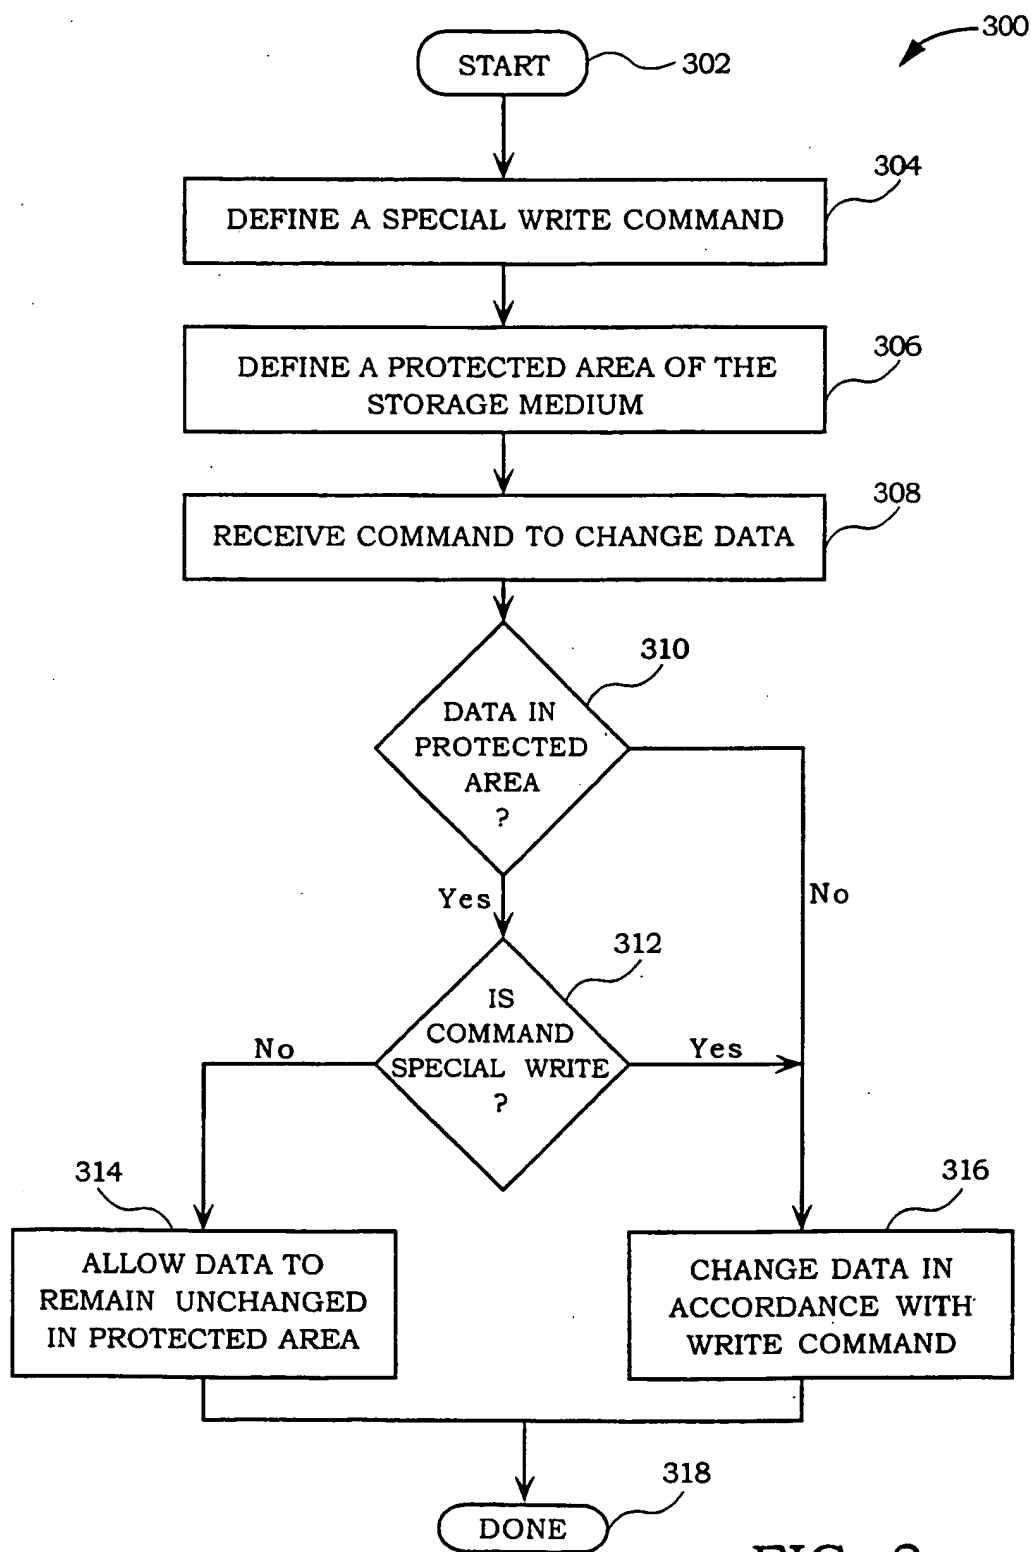 300
START
302
304
DEFINE A SPECIAL WRITE COMMAND
306
DEFINE A PROTECTED AREA OF THE
STORAGE MEDIUM
308
RECEIVE COMMAND TO CHANGE DATA
310
DATA IN
PROTECTED
AREA
?
Yes
No
312
IS
COMMAND
SPECIAL WRITE
?
No
Yes
314
316
ALLOW DATA TO
REMAIN UNCHANGED
IN PROTECTED AREA
CHANGE DATA IN
ACCORDANCE WITH
WRITE COMMAND
318
DONE